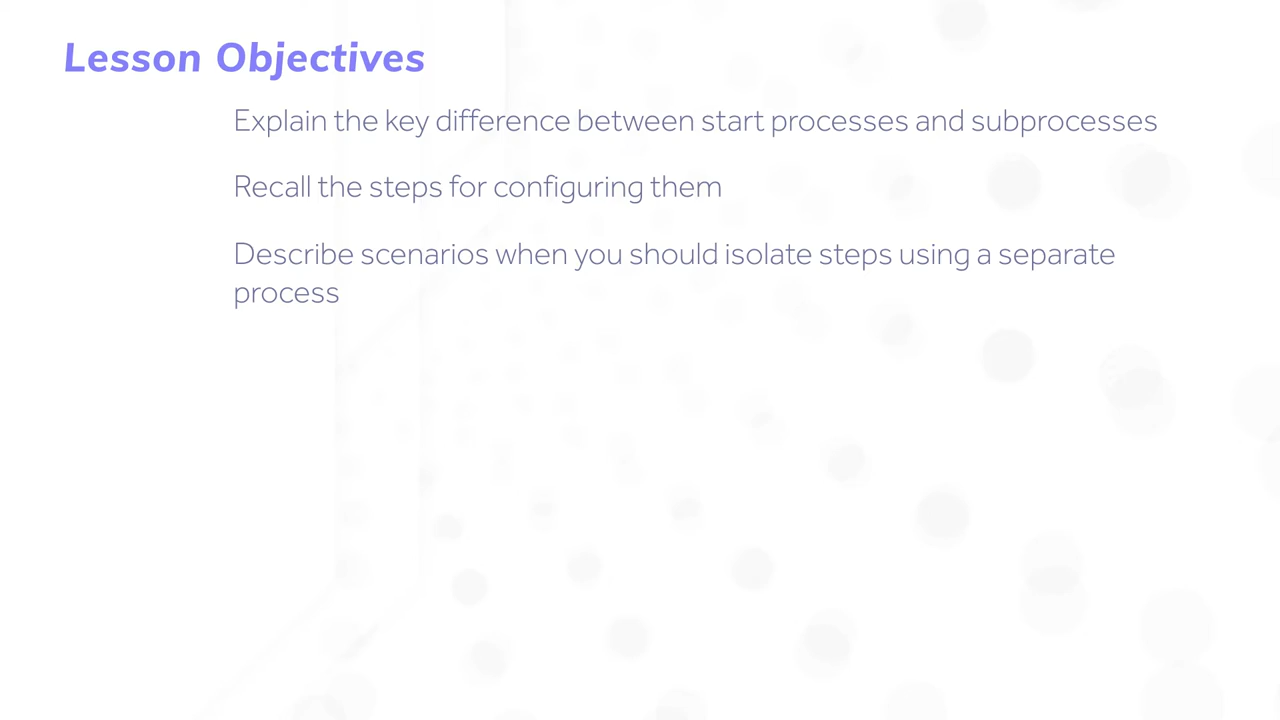 Lesson Objectives
Explain the key difference between start processes and subprocesses
Recall the steps for configuring them
Describe scenarios when you should isolate steps using a separate
process